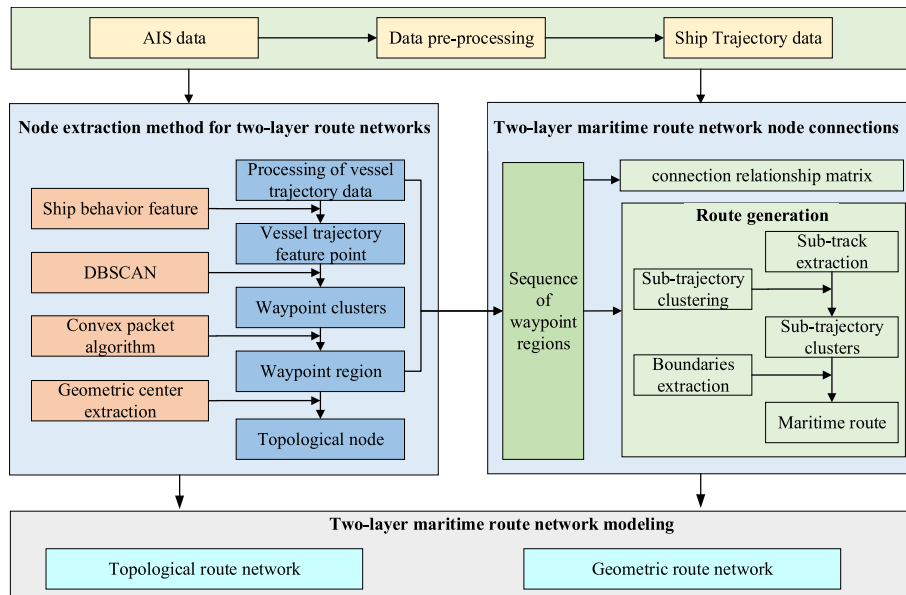 AIS data
Data pre-processing
Ship Trajectory data
Node extraction method for two-layer route networks
Processing of vessel
trajectory data
Ship behavior feature
Vessel trajectory
feature point
DBSCAN
Waypoint clusters
Convex packet
algorithm
Waypoint region
Geometric center
extraction
Topological node
Two-layer maritime route network node connections
Sequence
of
waypoint
regions
connection relationship matrix
Route generation
Sub-track
extraction
Sub-trajectory
clustering
Sub-trajectory
clusters
Boundaries
extraction
Maritime route
Two-layer maritime route network modeling
Topological route network
Geometric route network